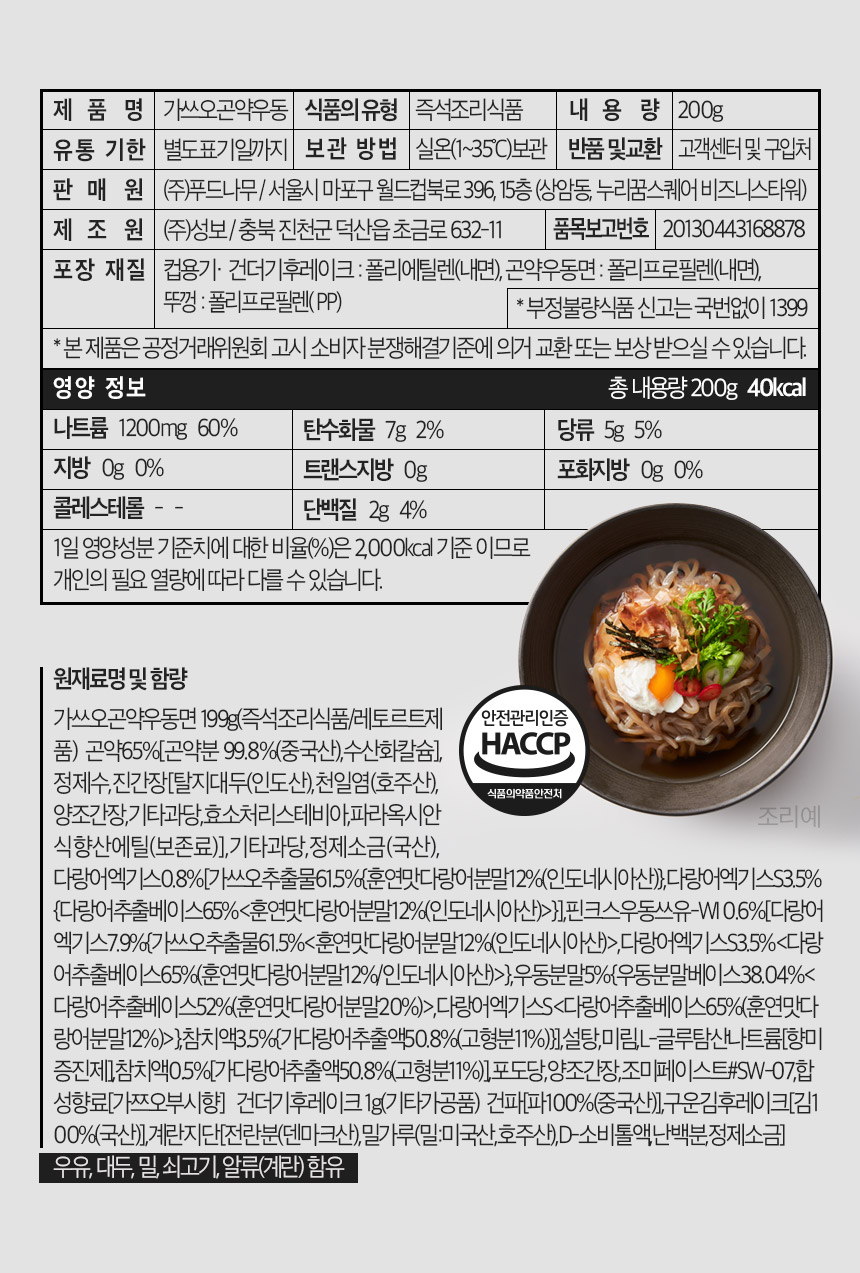 제 품 명 가쓰오곤약우동 식품의 유형 즉석조리식품 내 용 량 200g
유통 기한 별도표기일까지 보관 방법 실온(1~35℃)보관 반품 및 교환 고객센터 및 구입처
판 매 원 (주)푸드나무 / 서울시 마포구 월드컵북로 396, 15층 (상암동, 누리꿈스퀘어 비즈니스타워)
제 조 원 (주)성보 / 충북 진천군 덕산읍 초금로 632-11 품목보고번호 20130443168878
포장 재질 컵용기· 건더기후레이크 : 폴리에틸렌(내면), 곤약우동면 : 폴리프로필렌(내면),
뚜껑 : 폴리프로필렌( PP)
* 부정불량식품 신고는 국번없이 1399
* 본 제품은 공정거래위원회 고시 소비자 분쟁해결기준에 의거 교환 또는 보상 받으실 수 있습니다.
영양 정보 총 내용량 200g 40kcal
나트륨 1200mg 60% 탄수화물 7g 2% 당류 5g 5%
지방 0g 0% 트랜스지방 0g 포화지방 0g 0%
콜레스테롤 - - 단백질 2g 4%
1일 영양성분 기준치에 대한 비율(%)은 2,000kcal 기준 이므로
개인의 필요 열량에 따라 다를 수 있습니다.
원재료명 및 함량
가쓰오곤약우동면 199g(즉석조리식품/레토르트제
품) 곤약65%[곤약분 99.8%(중국산),수산화칼슘],
정제수,진간장[탈지대두(인도산),천일염(호주산),
양조간장,기타과당,효소처리스테비아,파라옥시안
식향산에틸(보존료)],기타과당,정제소금(국산),
다랑어엑기스0.8%[가쓰오추출물61.5%{훈연맛다랑어분말12%(인도네시아산)},다랑어엑기스S3.5%
{다랑어추출베이스65%<훈연맛다랑어분말12%(인도네시아산)>}],핀크스우동쓰유-WI 0.6%[다랑어
엑기스7.9%{가쓰오추출물61.5%<훈연맛다랑어분말12%(인도네시아산)>,다랑어엑기스S3.5%<다랑
어추출베이스65%(훈연맛다랑어분말12%/인도네시아산)>},우동분말5%{우동분말베이스38.04%<
다랑어추출베이스52%(훈연맛다랑어분말20%)>,다랑어엑기스S<다랑어추출베이스65%(훈연맛다
랑어분말12%)>},참치액3.5%{가다랑어추출액50.8%(고형분11%)}],설탕,미림,L-글루탐산나트륨[향미
증진제],참치액0.5%[가다랑어추출액50.8%(고형분11%)],포도당,양조간장,조미페이스트#SW-07,합
성향료[가쯔오부시향] 건더기후레이크 1g(기타가공품) 건파[파100%(중국산)],구운김후레이크[김1
00%(국산)],계란지단[전란분(덴마크산),밀가루(밀:미국산,호주산),D-소비톨액,난백분,정제소금]
우유, 대두, 밀, 쇠고기, 알류(계란) 함유
안전관리인증
HACCP
식품의약품안전처
조리예